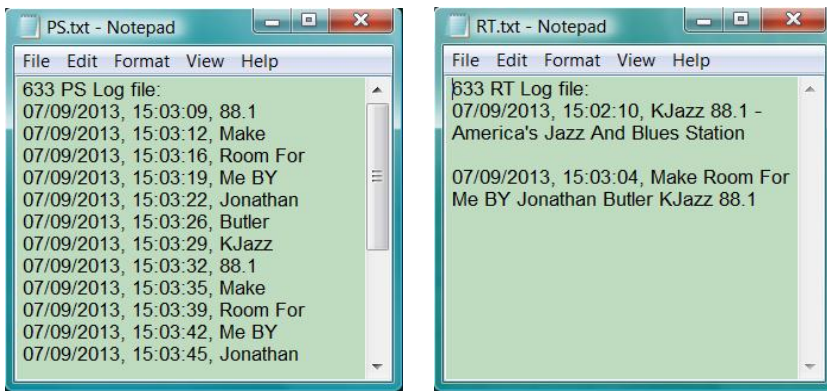 PS.txt - Notepad
File Edit Format View Help
633 PS Log file:
07/09/2013, 15:03:09, 88.1
07/09/2013, 15:03:12, Make
07/09/2013, 15:03:16, Room For
07/09/2013, 15:03:19, Me BY
07/09/2013, 15:03:22, Jonathan
07/09/2013, 15:03:26, Butler
07/09/2013, 15:03:29, KJazz
07/09/2013, 15:03:32, 88.1
07/09/2013, 15:03:35, Make
07/09/2013, 15:03:39, Room For
07/09/2013, 15:03:42, Me BY
07/09/2013, 15:03:45, Jonathan
RT.txt - Notepad
File Edit Format View Help
633 RT Log file:
07/09/2013, 15:02:10, KJazz 88.1 -
America's Jazz And Blues Station
07/09/2013, 15:03:04, Make Room For
Me BY Jonathan Butler KJazz 88.1